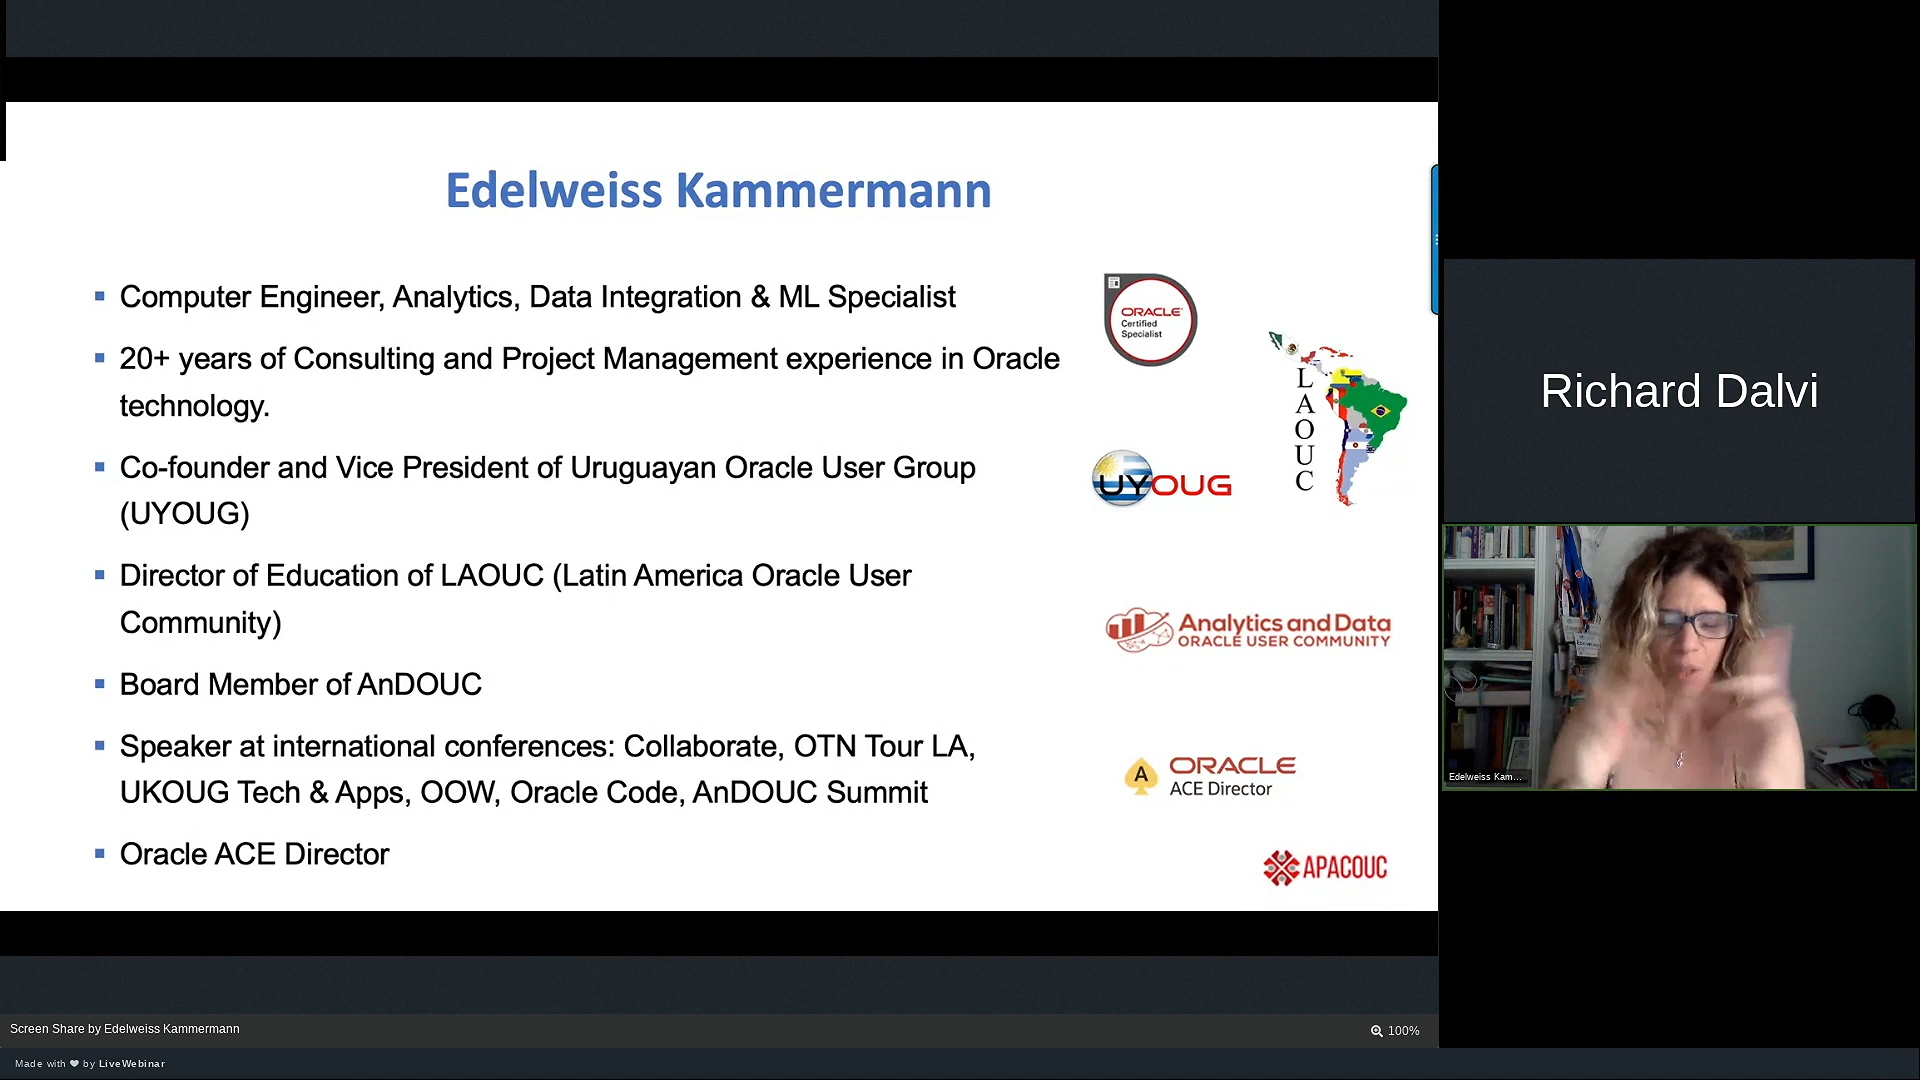 Edelweiss Kammermann
Computer Engineer, Analytics, Data Integration & ML Specialist
20+ years of Consulting and Project Management experience in Oracle
technology.
Co-founder and Vice President of Uruguayan Oracle User Group
(UYOUG)
Director of Education of LAOUC (Latin America Oracle User
Community)
Board Member of AnDOUC
Speaker at international conferences: Collaborate, OTN Tour LA,
UKOUG Tech & Apps, OOW, Oracle Code, AnDOUC Summit
Oracle ACE Director
ORACLE
Certified
Specialist
LAOUC
UYOUG
Analytics and Data
ORACLE USER COMMUNITY
A
ORACLE
ACE Director
APACOUC
Richard Dalvi
Edelweiss Kam...
Screen Share by Edelweiss Kammermann
100%
Made with ❤ by LiveWebinar